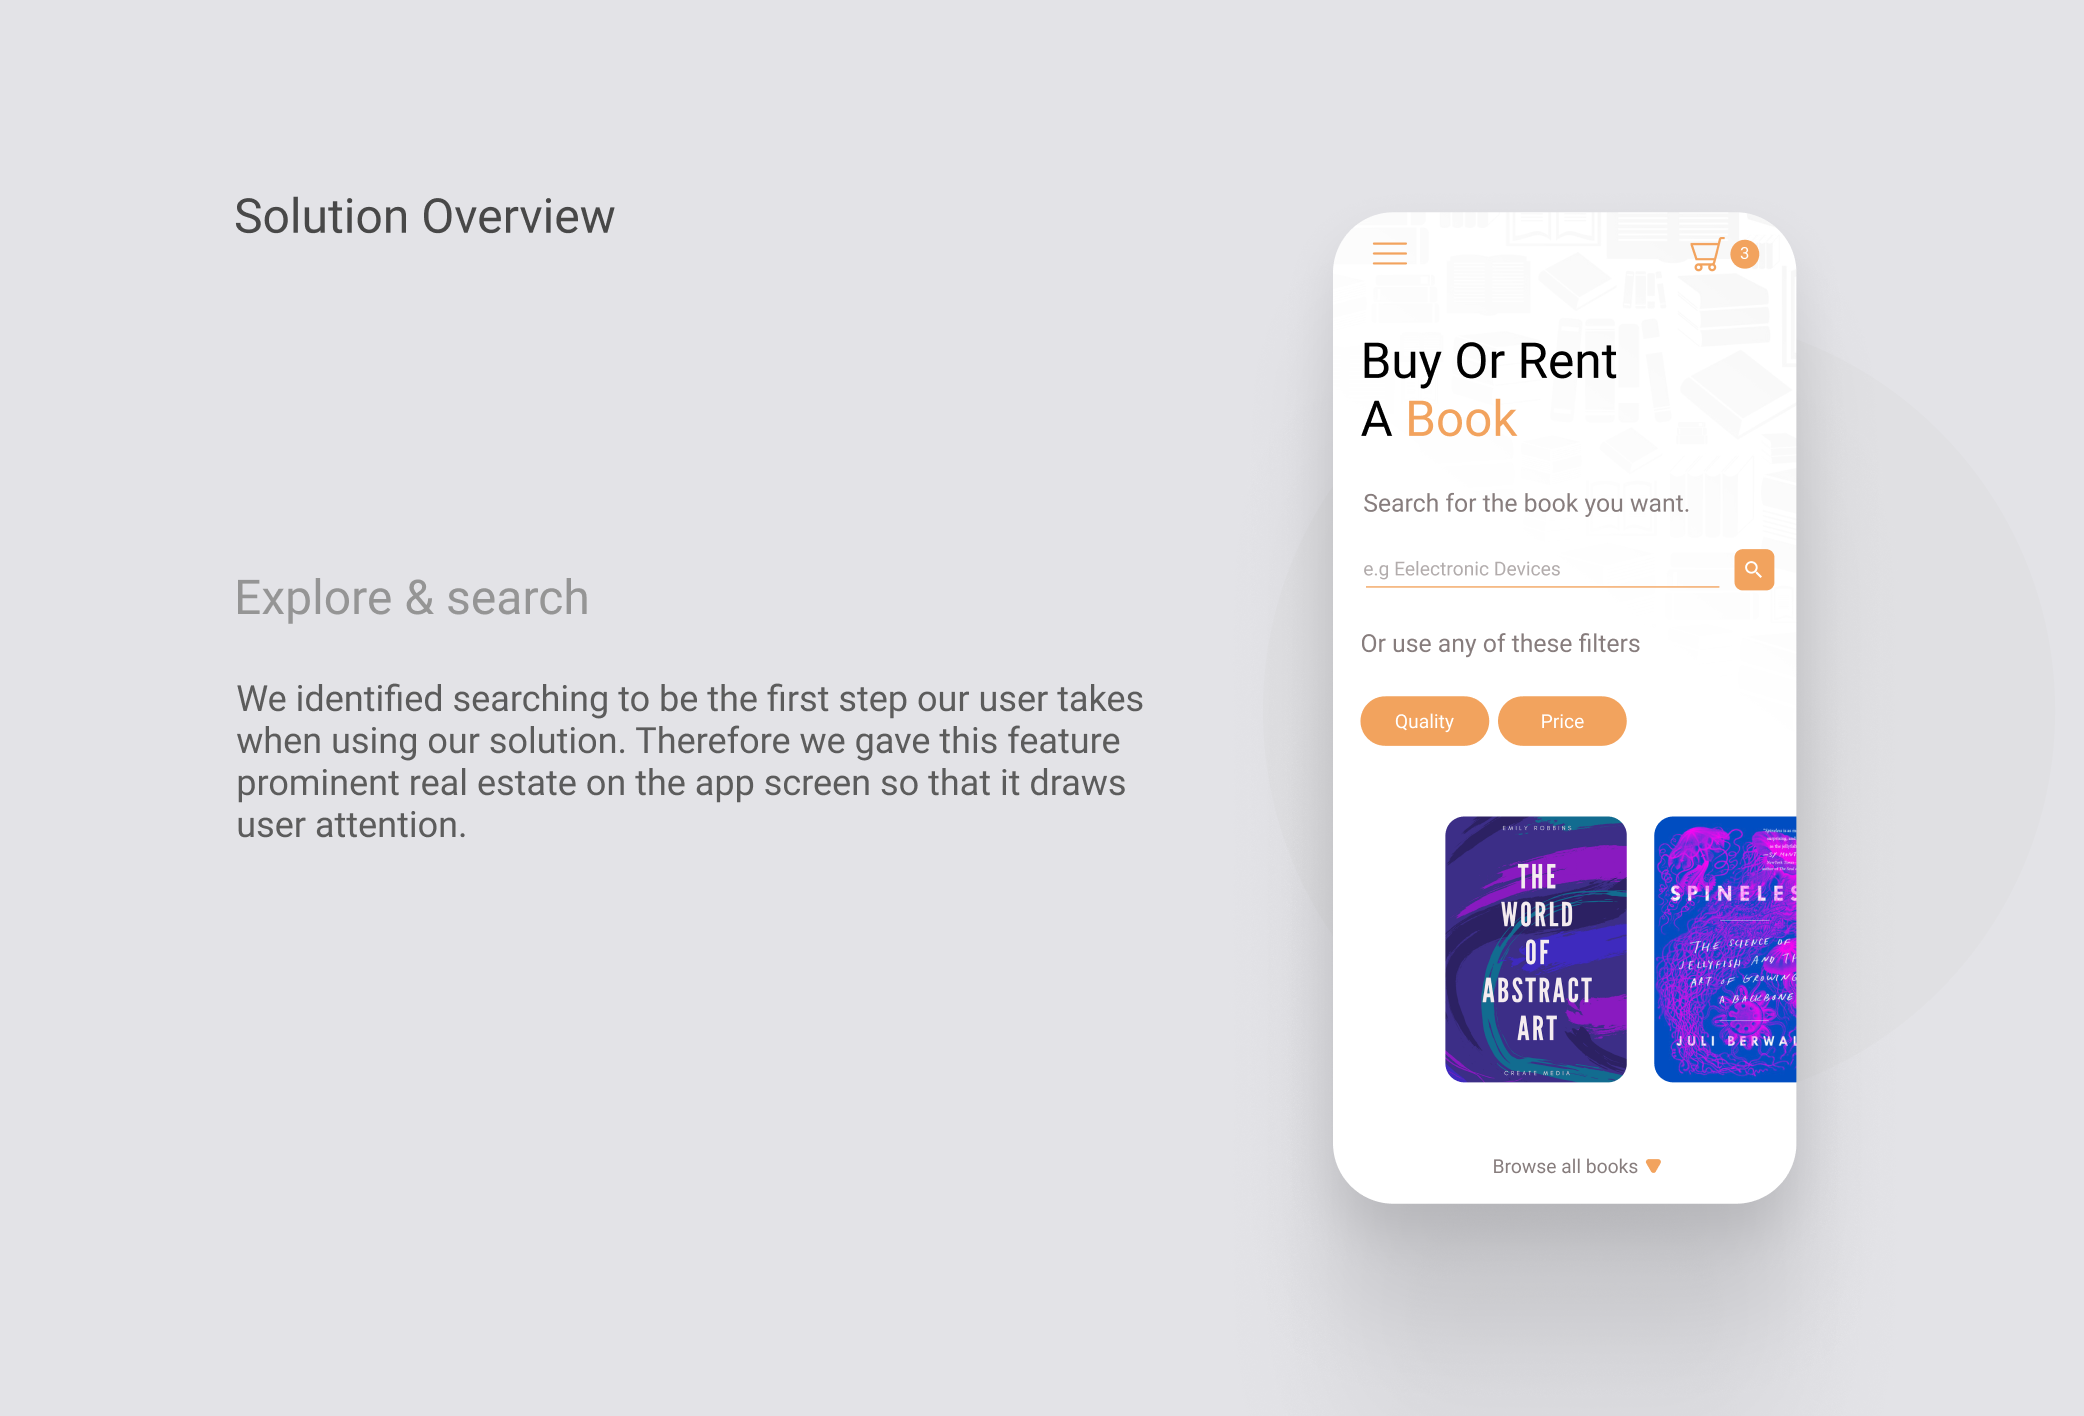 Solution Overview
Explore & search
We identified searching to be the first step our user takes
when using our solution. Therefore we gave this feature
prominent real estate on the app screen so that it draws
user attention.
3
Buy Or Rent
A Book
Search for the book you want.
e.g Eelectronic Devices
Or use any of these filters
Quality
Price
EMILY ROBBINS
THE
WORLD
OF
ABSTRACT
ART
CREATE MEDIA
SPINELES
THE SCIENCE OF
JELLYFISH AND TH
ART OF GROWING
A BACKBONE
JULI BERWAL
Browse all books